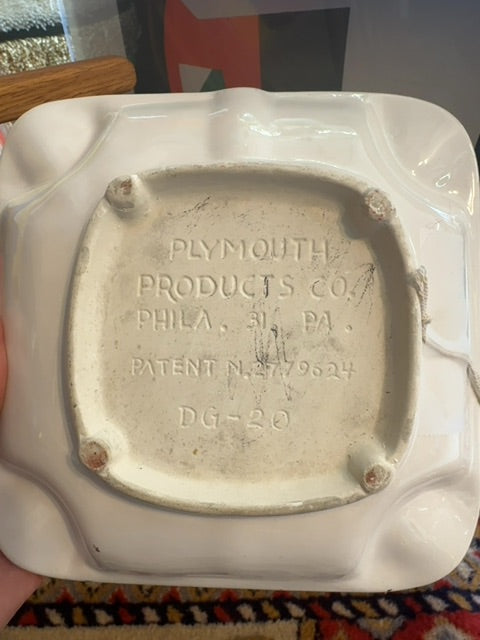 PLYMOUTH
PRODUCTS CO.
PHILA. 31, PA.
PATENT N. 2779624
DG-20